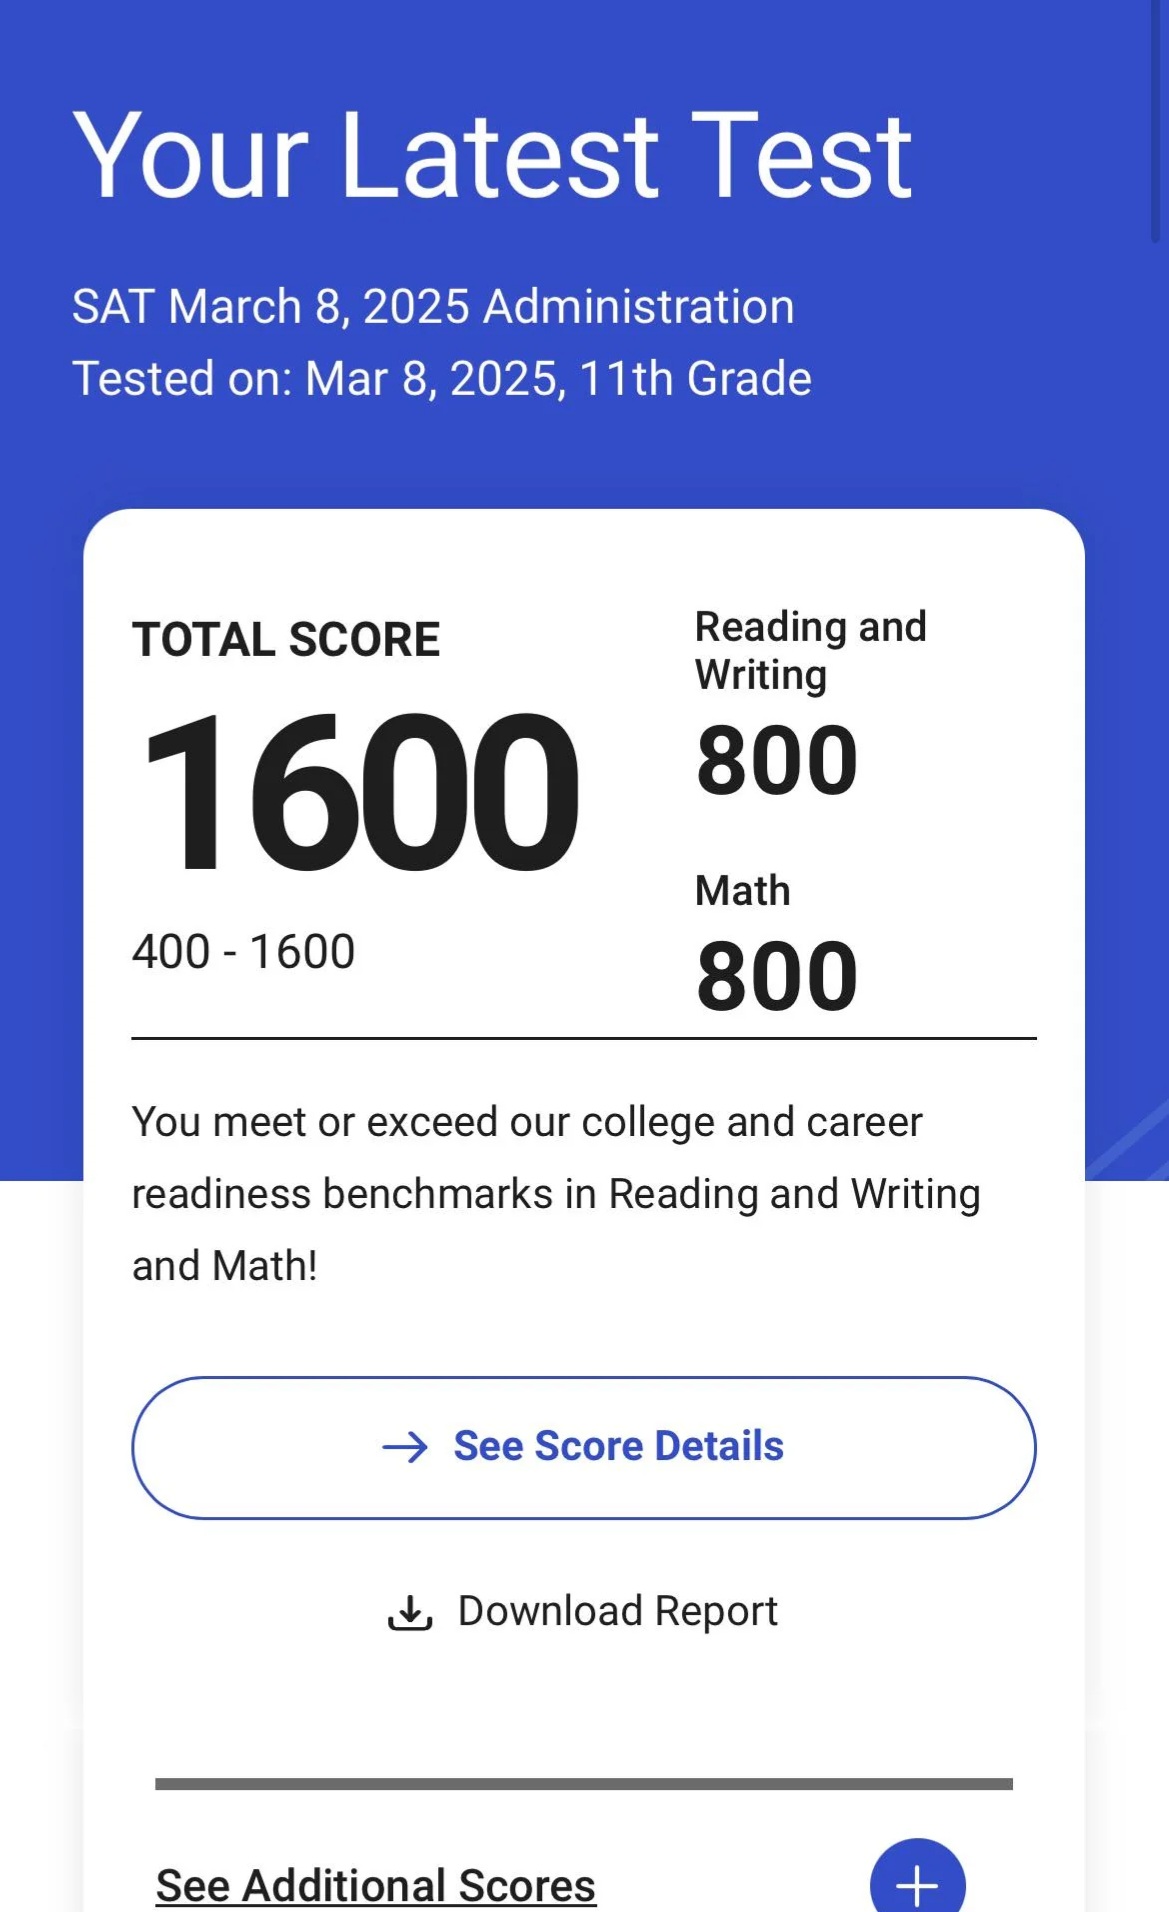 Your Latest Test
SAT March 8, 2025 Administration
Tested on: Mar 8, 2025, 11th Grade
TOTAL SCORE
1600
400 - 1600
Reading and
Writing
800
Math
800
You meet or exceed our college and career
readiness benchmarks in Reading and Writing
and Math!
See Score Details
Download Report
See Additional Scores